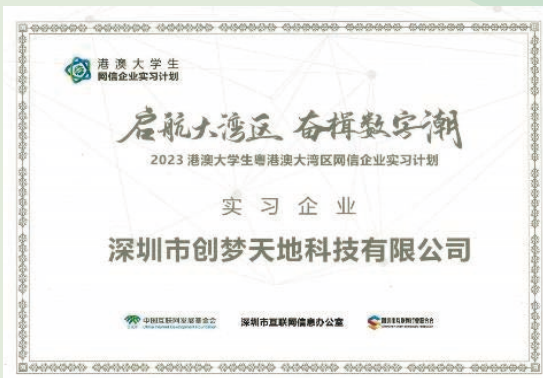 港澳大学生
网信企业实习计划
启航大湾区 奋楫数字潮
2023 港澳大学生粤港澳大湾区网信企业实习计划
实习企业
深圳市创梦天地科技有限公司
中国互联网发展基金会
深圳市互联网信息办公室